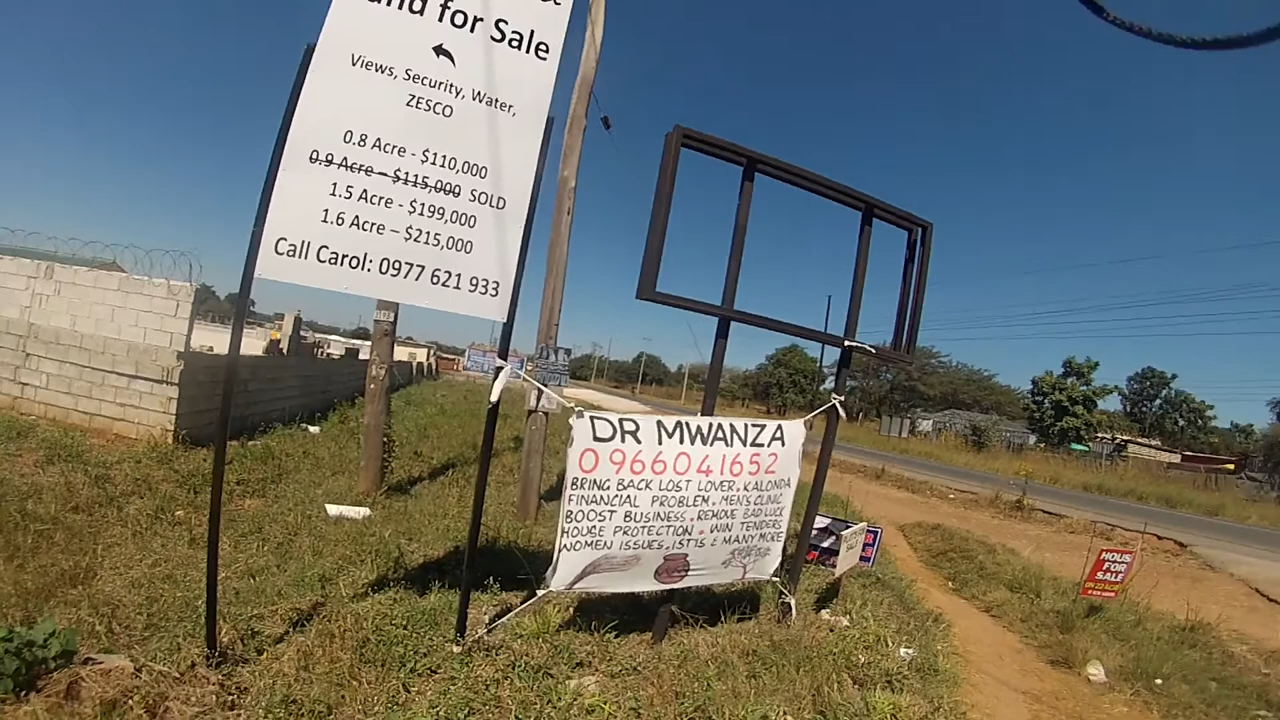 and for Sale
Views, Security, Water,
ZESCO
0.8 Acre - $110,000
0.9 Acre – $115,000 SOLD
1.5 Acre - $199,000
1.6 Acre – $215,000
Call Carol: 0977 621 933
DR MWANZA
0966041652
BRING BACK LOST LOVER. KALONDA
FINANCIAL PROBLEM. MEN'S CLINIC
BOOST BUSINESS. REMOVE BAD LUCK
HOUSE PROTECTION. WIN TENDERS
WOMEN ISSUES. ISTIS & MANY MORE
SALE
HOUS
FOR
SALE